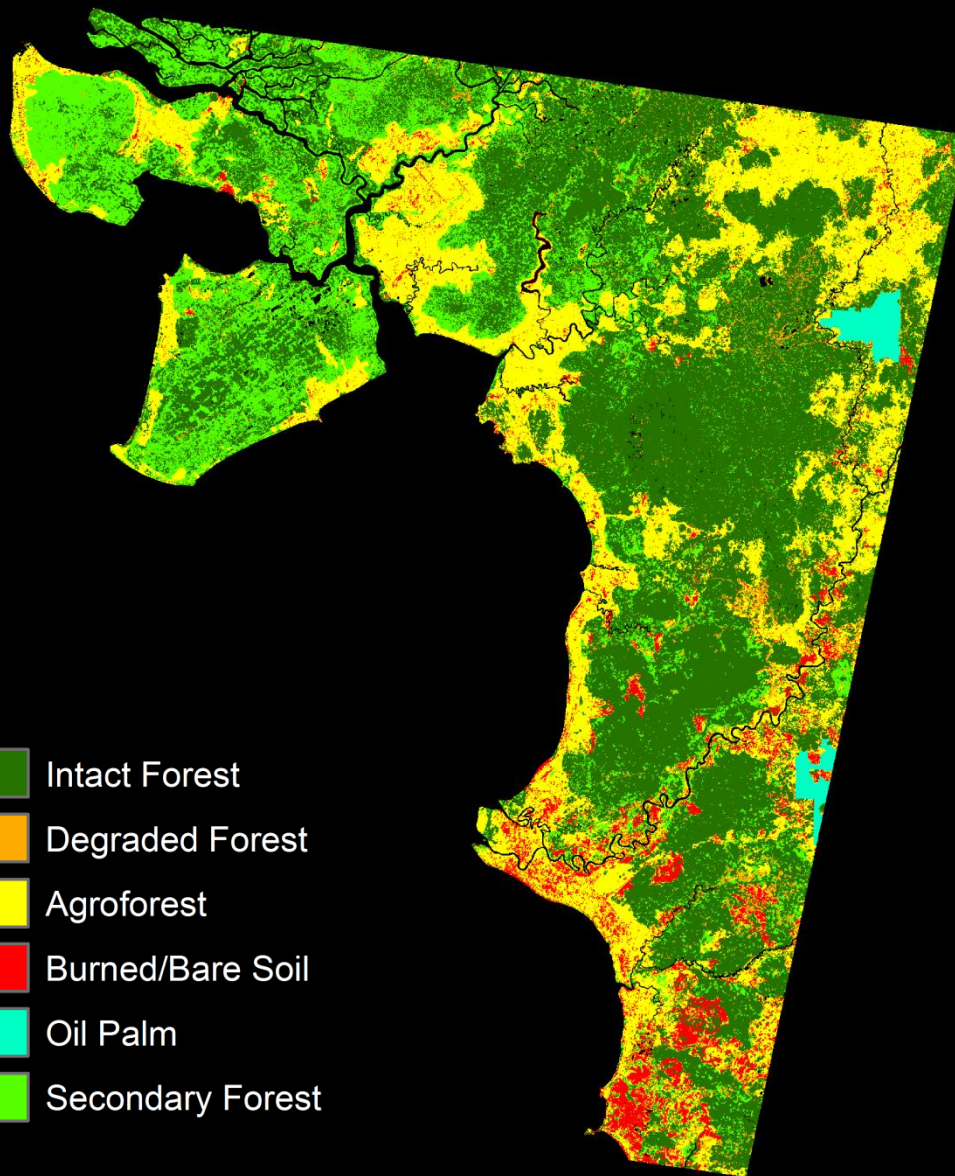 Intact Forest
Degraded Forest
Agroforest
Burned/Bare Soil
Oil Palm
Secondary Forest